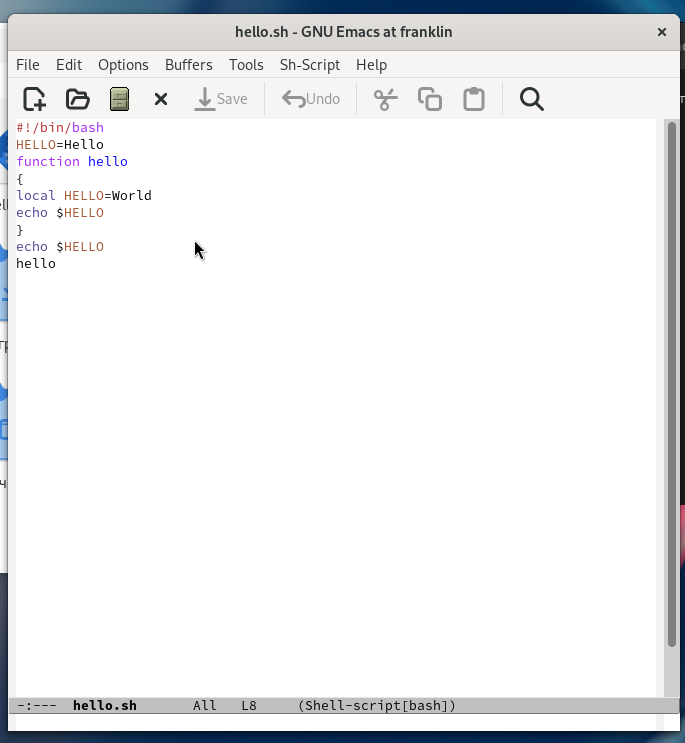 hello.sh - GNU Emacs at franklin
File Edit Options Buffers Tools Sh-Script Help
Save Undo
#!/bin/bash
HELLO=Hello
function hello
{
local HELLO=World
echo $HELLO
}
echo $HELLO
hello
-:--- hello.sh All L8 (Shell-script[bash])